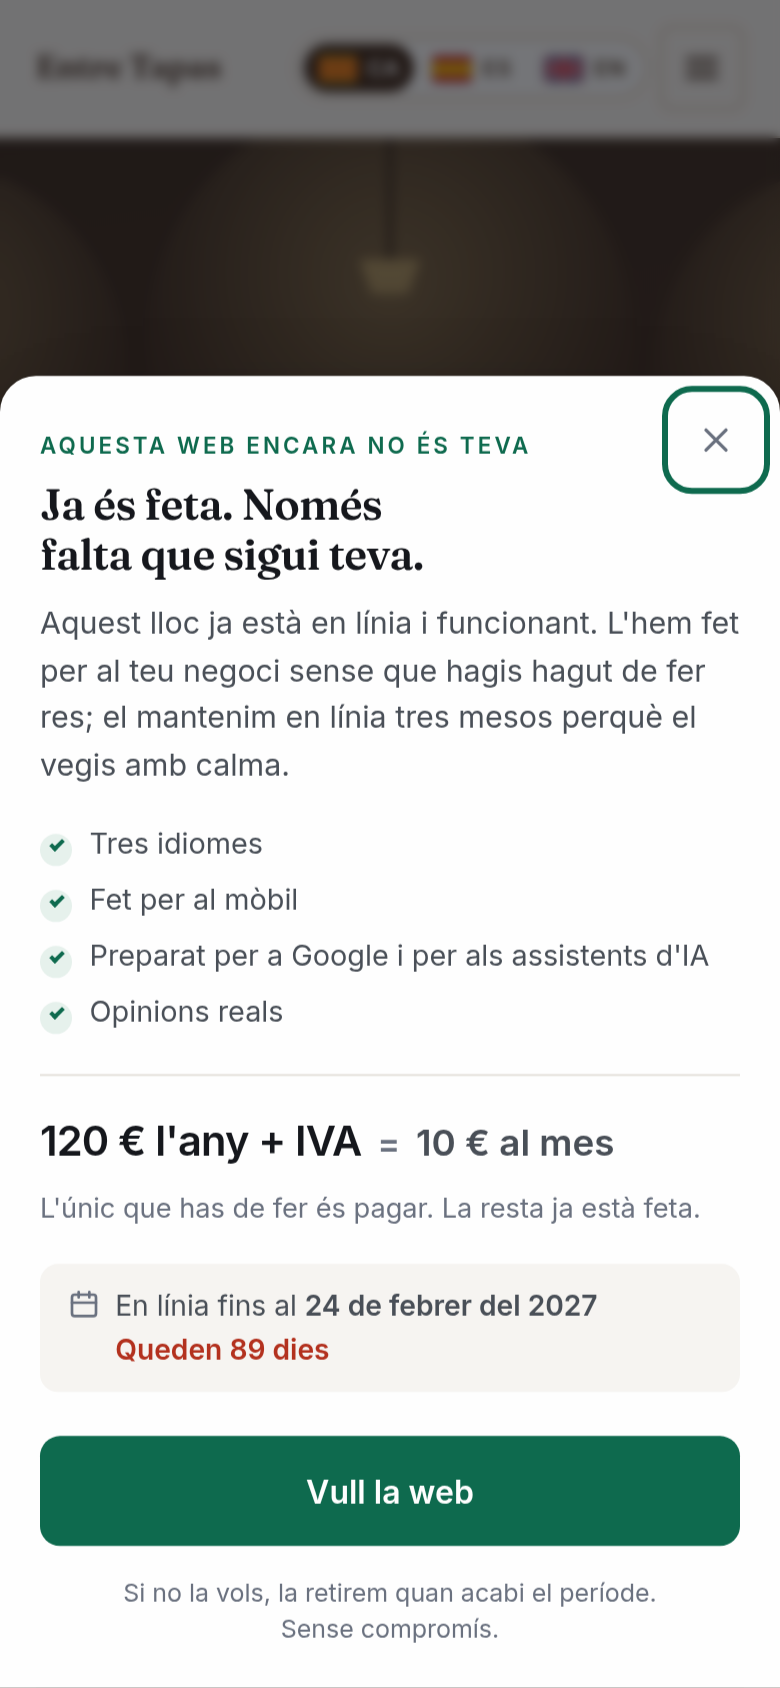 Entre Tapas
CA ES EN
AQUESTA WEB ENCARA NO ÉS TEVA
Ja és feta. Només
falta que sigui teva.
Aquest lloc ja està en línia i funcionant. L'hem fet
per al teu negoci sense que hagis hagut de fer
res; el mantenim en línia tres mesos perquè el
vegis amb calma.
Tres idiomes
Fet per al mòbil
Preparat per a Google i per als assistents d'IA
Opinions reals
120 € l'any + IVA = 10 € al mes
L'únic que has de fer és pagar. La resta ja està feta.
En línia fins al 24 de febrer del 2027
Queden 89 dies
Vull la web
Si no la vols, la retirem quan acabi el període.
Sense compromís.